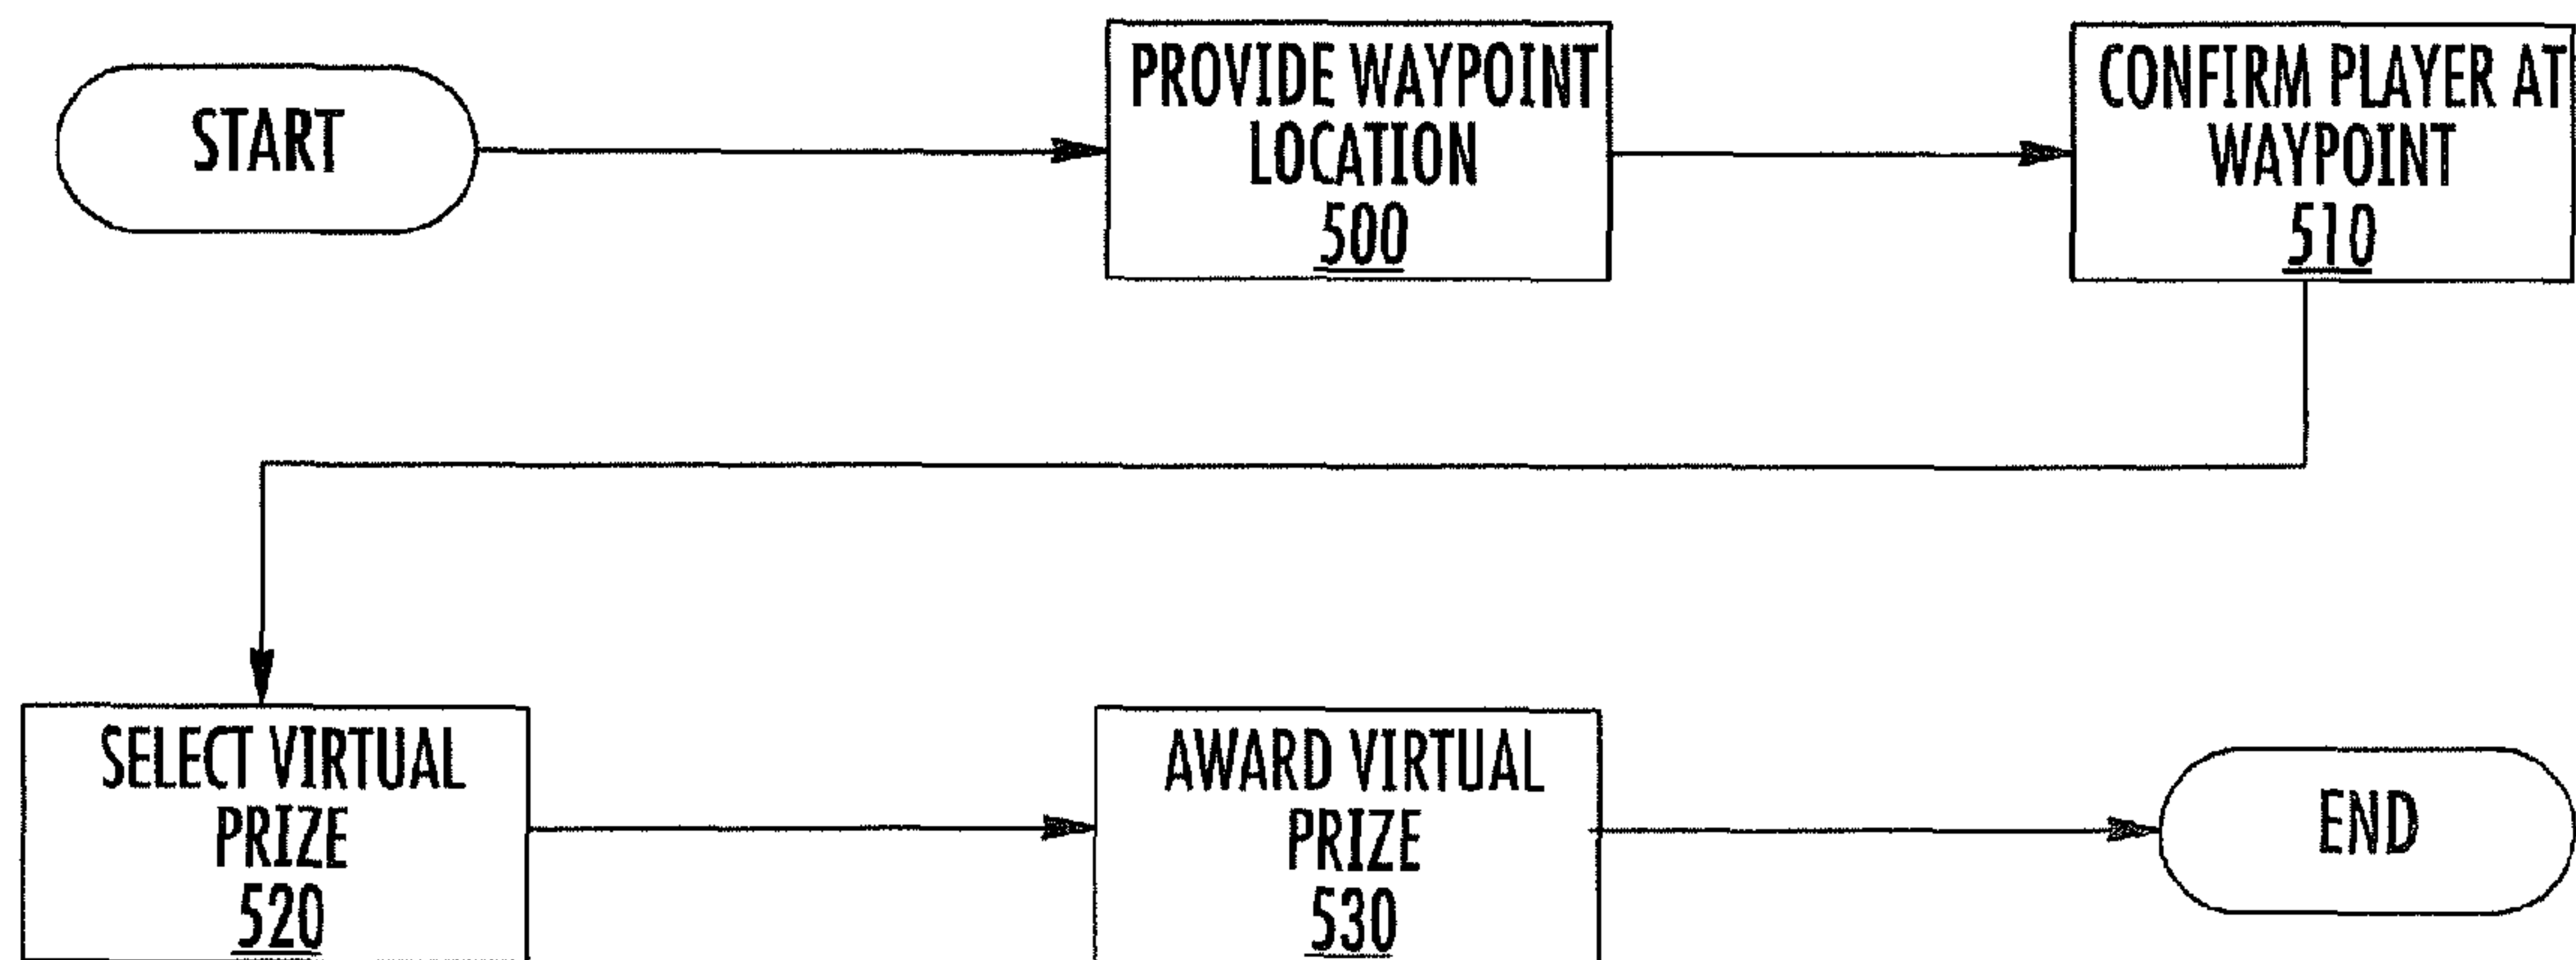 START
PROVIDE WAYPOINT
LOCATION
500
CONFIRM PLAYER AT
WAYPOINT
510
SELECT VIRTUAL
PRIZE
520
AWARD VIRTUAL
PRIZE
530
END